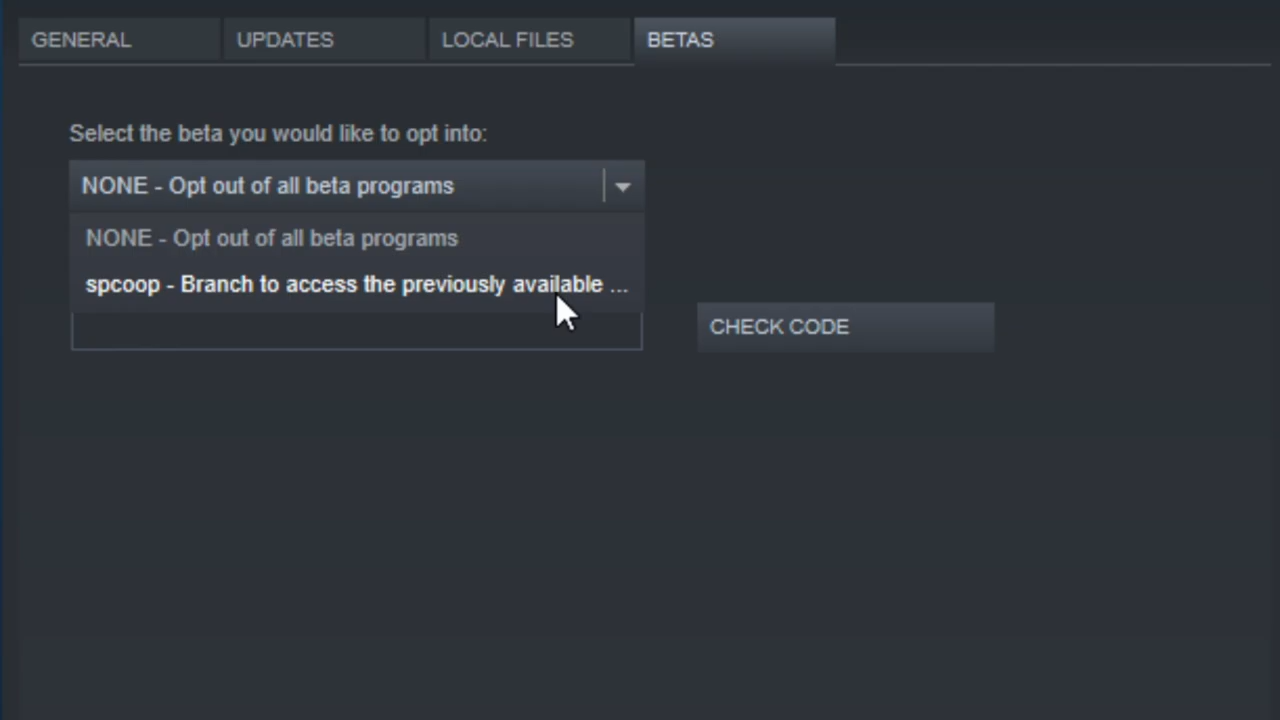 GENERAL
UPDATES
LOCAL FILES
BETAS
Select the beta you would like to opt into:
NONE - Opt out of all beta programs
NONE - Opt out of all beta programs
spcoop - Branch to access the previously available ...
CHECK CODE